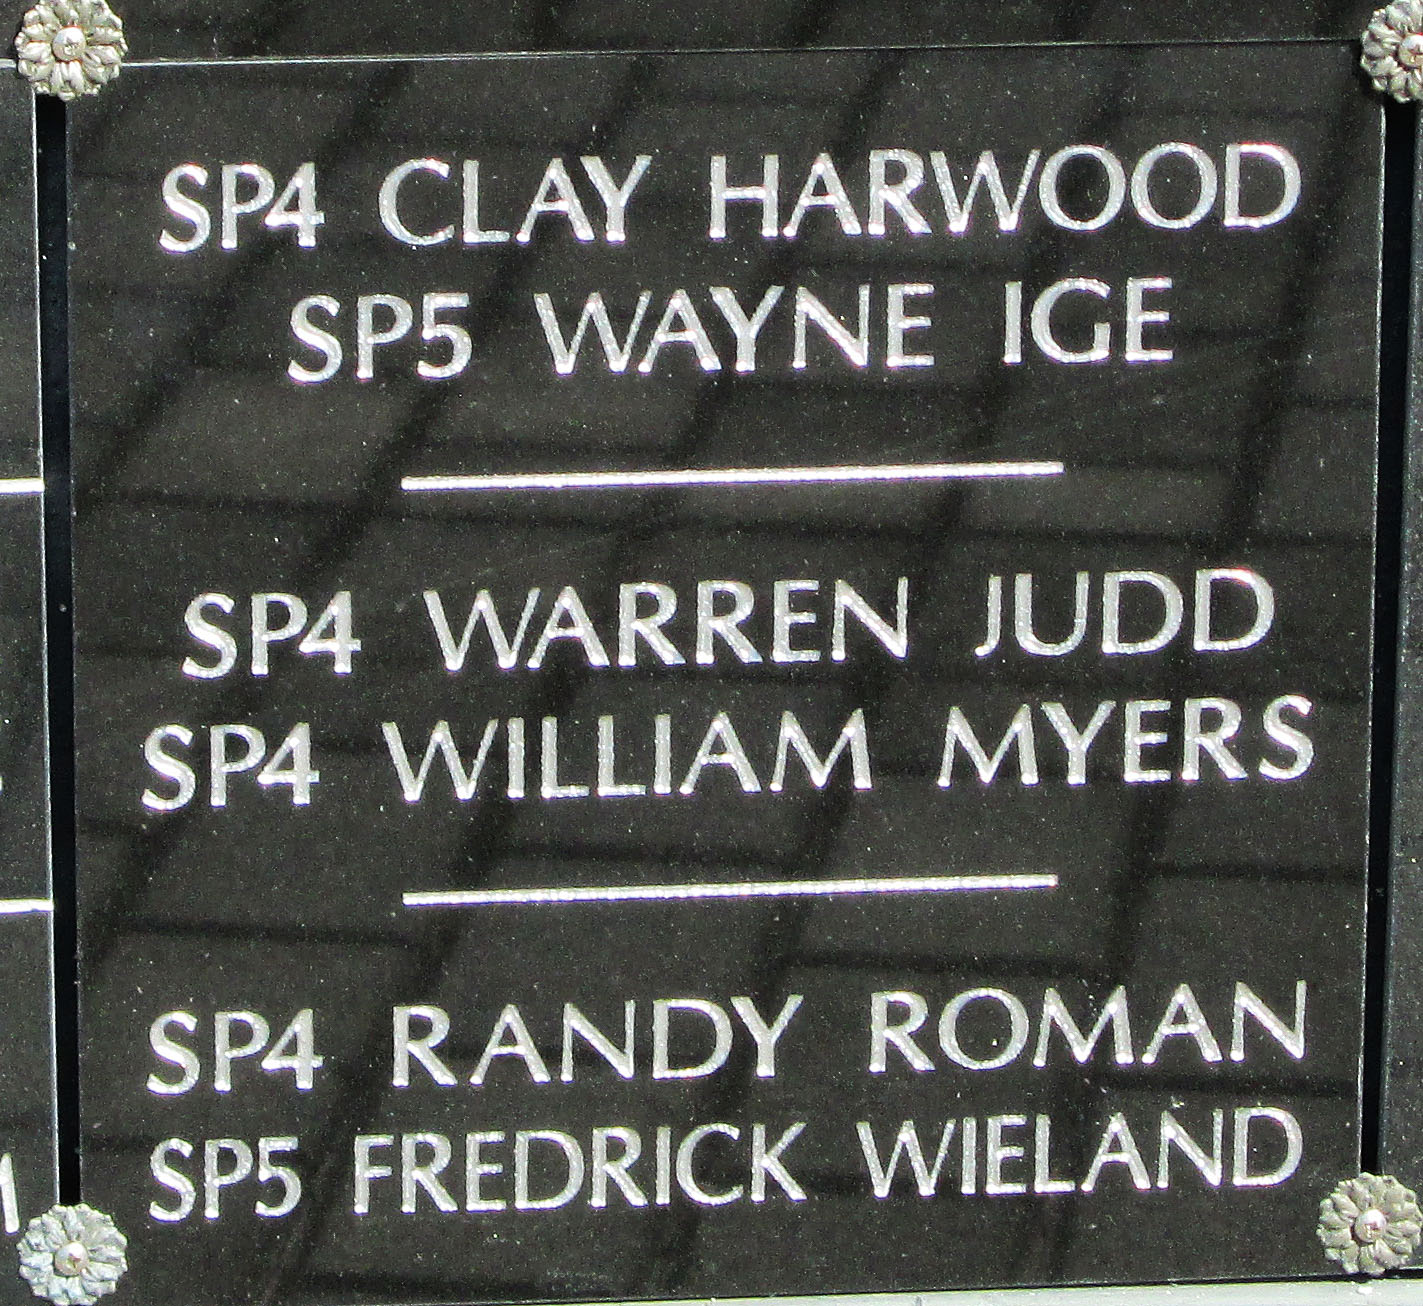 SP4 CLAY HARWOOD
SP5 WAYNE IGE
SP4 WARREN JUDD
SP4 WILLIAM MYERS
SP4 RANDY ROMAN
SP5 FREDRICK WIELAND